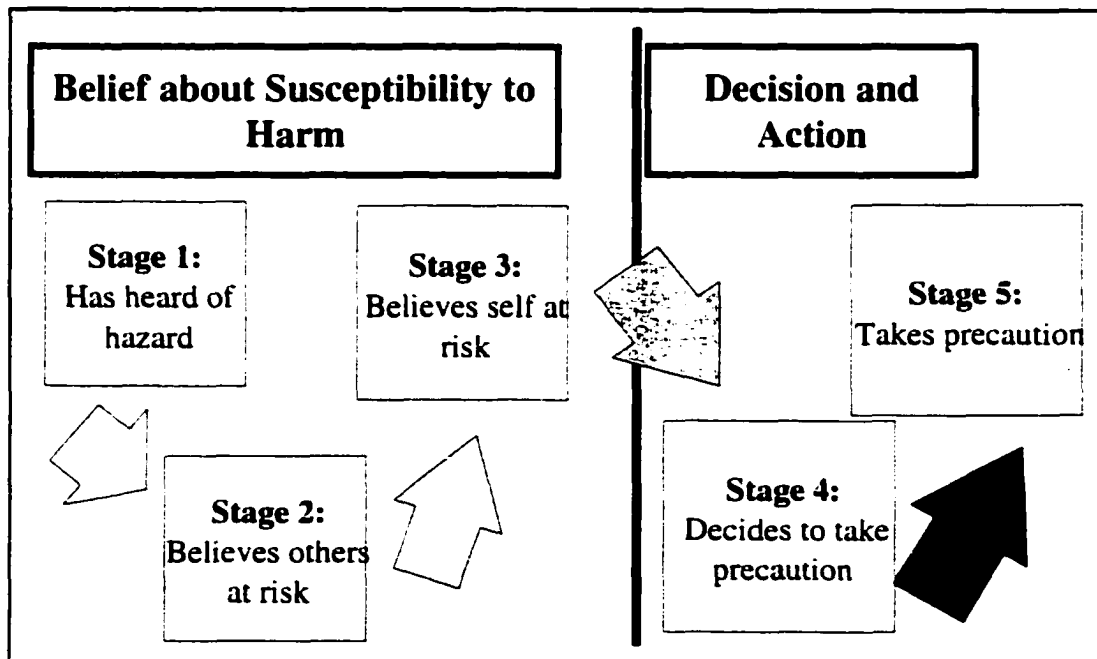 Belief about Susceptibility to
Harm
Decision and
Action
Stage 1:
Has heard of
hazard
Stage 2:
Believes others
at risk
Stage 3:
Believes self at
risk
Stage 4:
Decides to take
precaution
Stage 5:
Takes precaution